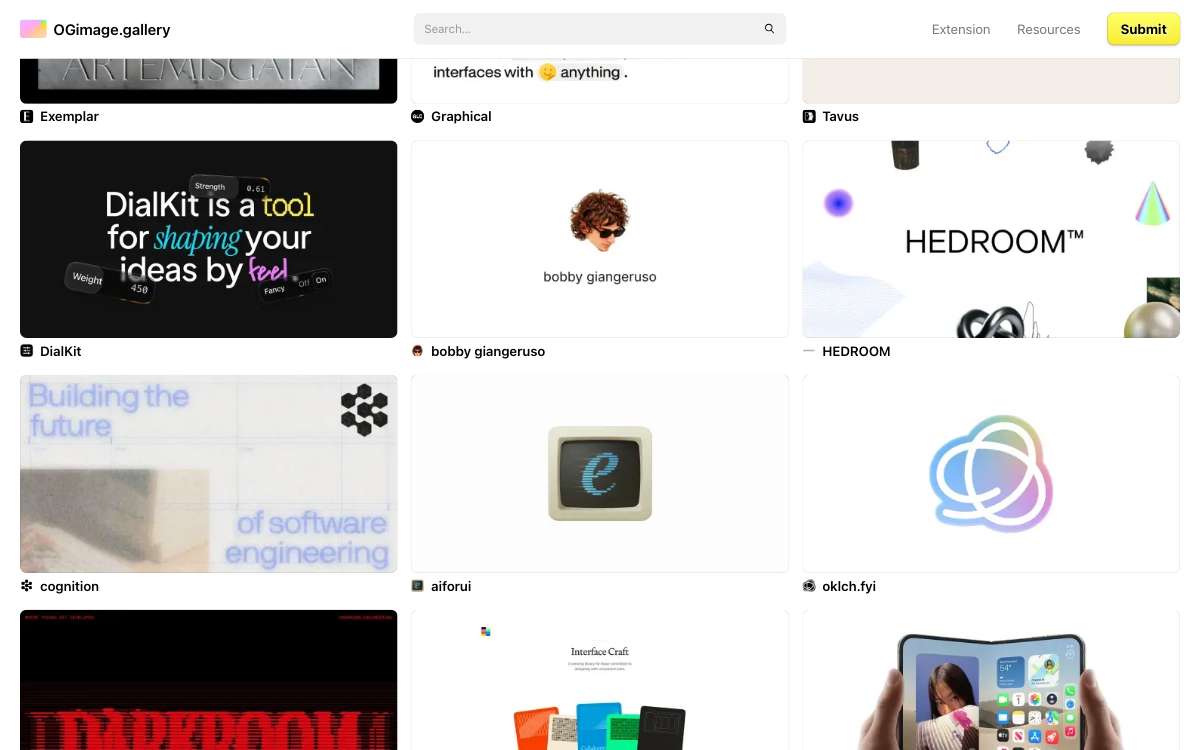 OGimage.gallery
Search...
Extension
Resources
Submit
ARTEMISGAIAN
interfaces with 😊 anything .
Exemplar
Graphical
Tavus
DialKit is a tool
for shaping your
ideas by feel
Strength 0.61
Weight 450
Fancy Off On
bobby giangeruso
HEDROOM™
DialKit
bobby giangeruso
HEDROOM
Building the
future
of software
engineering
e
cognition
aiforui
oklch.fyi
DARKROOM
Interface Craft
54°